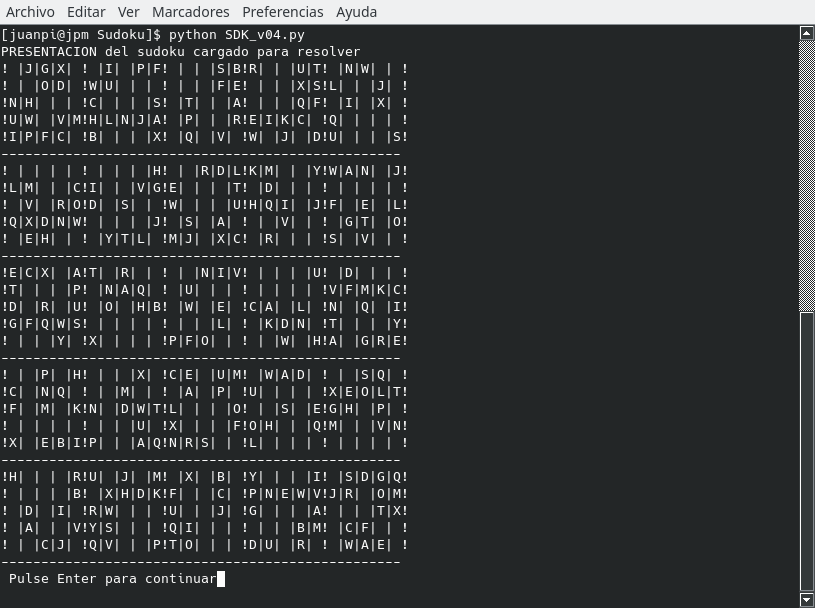 Archivo Editar Ver Marcadores Preferencias Ayuda
[juanpi@jpm Sudoku]$ python SDK_v04.py
PRESENTACION del sudoku cargado para resolver
! |J|G|X| ! |I| |P|F! | | |S|B!R| | |U|T! |N|W| | !
! | |O|D| !W|U| | | ! | | |F|E! | | |X|S!L| | |J| !
!N|H| | | !C| | | |S! |T| | |A! | | |Q|F! |I| |X| !
!U|W| |V|M!H|L|N|J|A! |P| | |R!E|I|K|C| !Q| | | | !
!I|P|F|C| !B| | | |X! |Q| |V| !W| |J| |D!U| | | |S!
--------------------------------------------------
! | | | | ! | | | |H! | |R|D|L!K|M| | |Y!W|A|N| |J!
!L|M| | |C!I| | |V|G!E| | | |T! |D| | | ! | | | | !
! |V| |R|O!D| |S| | !W| | | |U!H|Q|I| |J!F| |E| |L!
!Q|X|D|N|W! | | | |J! |S| |A| ! | |V| | ! |G|T| |O!
! |E|H| | ! |Y|T|L| !M|J| |X|C! |R| | | !S| |V| | !
--------------------------------------------------
!E|C|X| |A!T| |R| | ! | |N|I|V! | | | |U! |D| | | !
!T| | | |P! |N|A|Q| ! |U| | | ! | | | | !V|F|M|K|C!
!D| |R| |U! |O| |H|B! |W| |E| !C|A| |L| !N| |Q| |I!
!G|F|Q|W|S! | | | | ! | | |L| ! |K|D|N| !T| | | |Y!
! | | |Y| !X| | | | !P|F|O| | ! | |W| |H!A| |G|R|E!
--------------------------------------------------
! | |P| |H! | | |X| !C|E| |U|M! |W|A|D| ! | |S|Q| !
!C| |N|Q| ! | |M| | ! |A| |P| !U| | | | !X|E|O|L|T!
!F| |M| |K!N| |D|W|T!L| | | |O! | |S| |E!G|H| |P| !
! | | | | ! | | |U| !X| | | |F!O|H| | |Q!M| | |V|N!
!X| |E|B|I!P| | |A|Q!N|R|S| | !L| | | | ! | | | | !
--------------------------------------------------
!H| | | |R!U| |J| |M! |X| |B| !Y| | | |I! |S|D|G|Q!
! | | | |B! |X|H|D|K!F| | |C| !P|N|E|W|V!J|R| |O|M!
! |D| |I| !R|W| | | !U| | |J| !G| | | |A! | | |T|X!
! |A| | |V!Y|S| | | !Q|I| | | ! | | |B|M! |C|F| | !
! | |C|J| !Q|V| | |P!T|O| | | !D|U| |R| ! |W|A|E| !
--------------------------------------------------
Pulse Enter para continuar